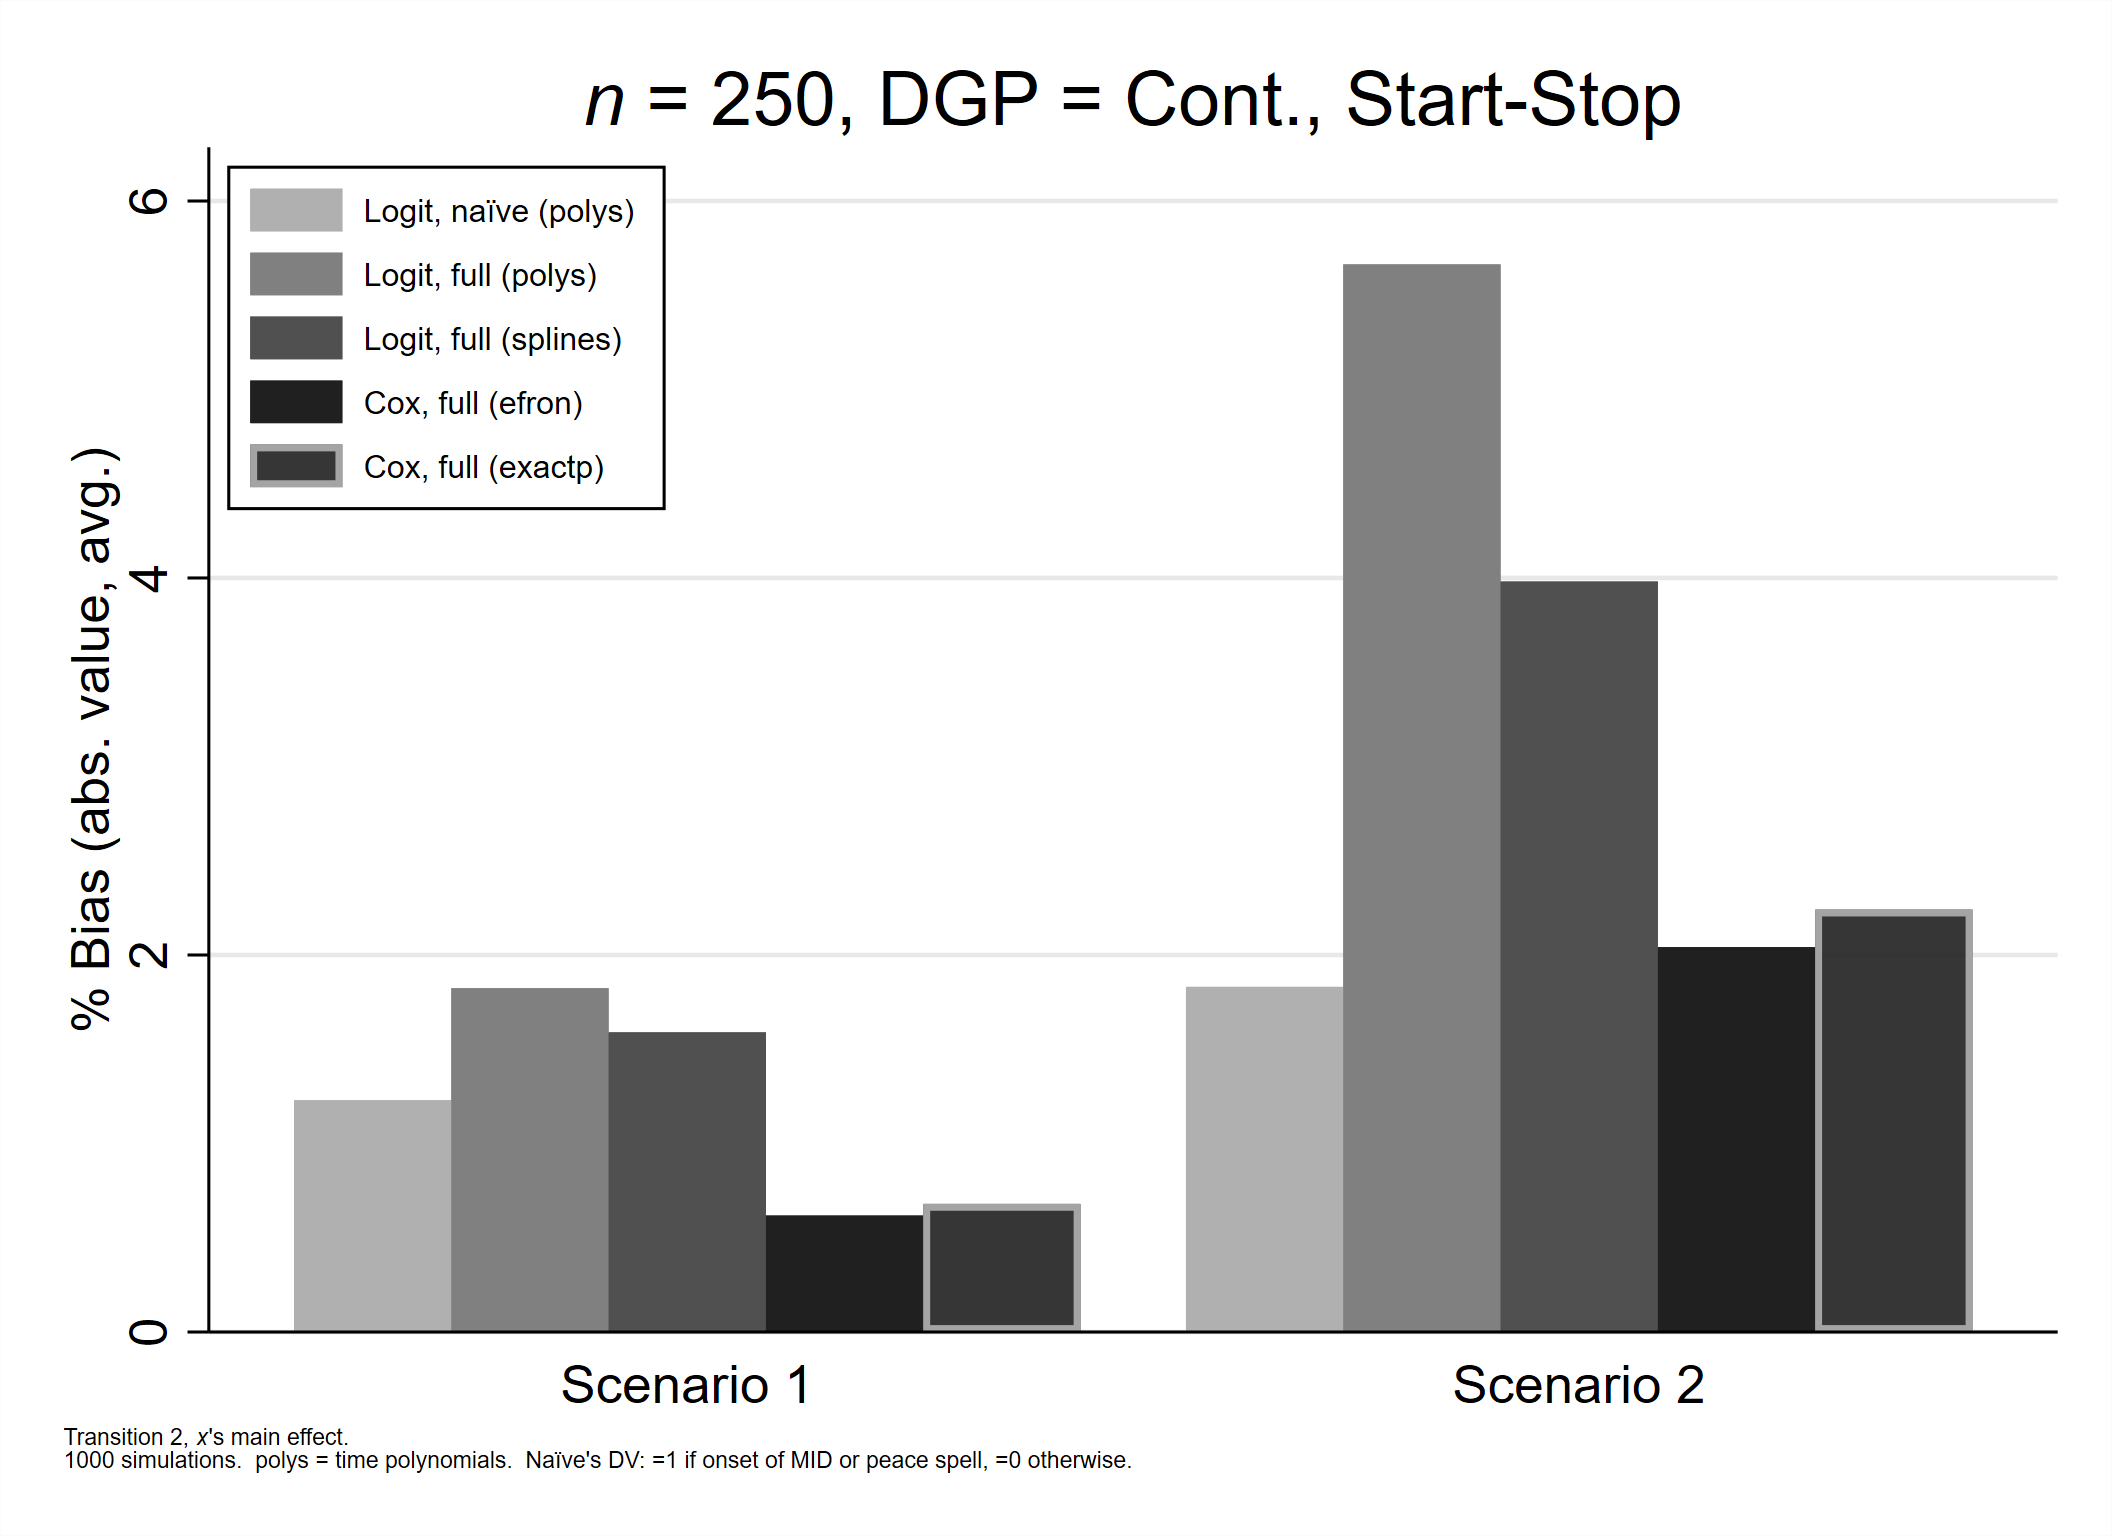 n = 250, DGP = Cont., Start-Stop
Logit, naïve (polys)
Logit, full (polys)
Logit, full (splines)
Cox, full (efron)
Cox, full (exactp)
% Bias (abs. value, avg.)
6
4
2
0
Scenario 1
Scenario 2
Transition 2, x's main effect.
1000 simulations.  polys = time polynomials.  Naïve's DV: =1 if onset of MID or peace spell, =0 otherwise.